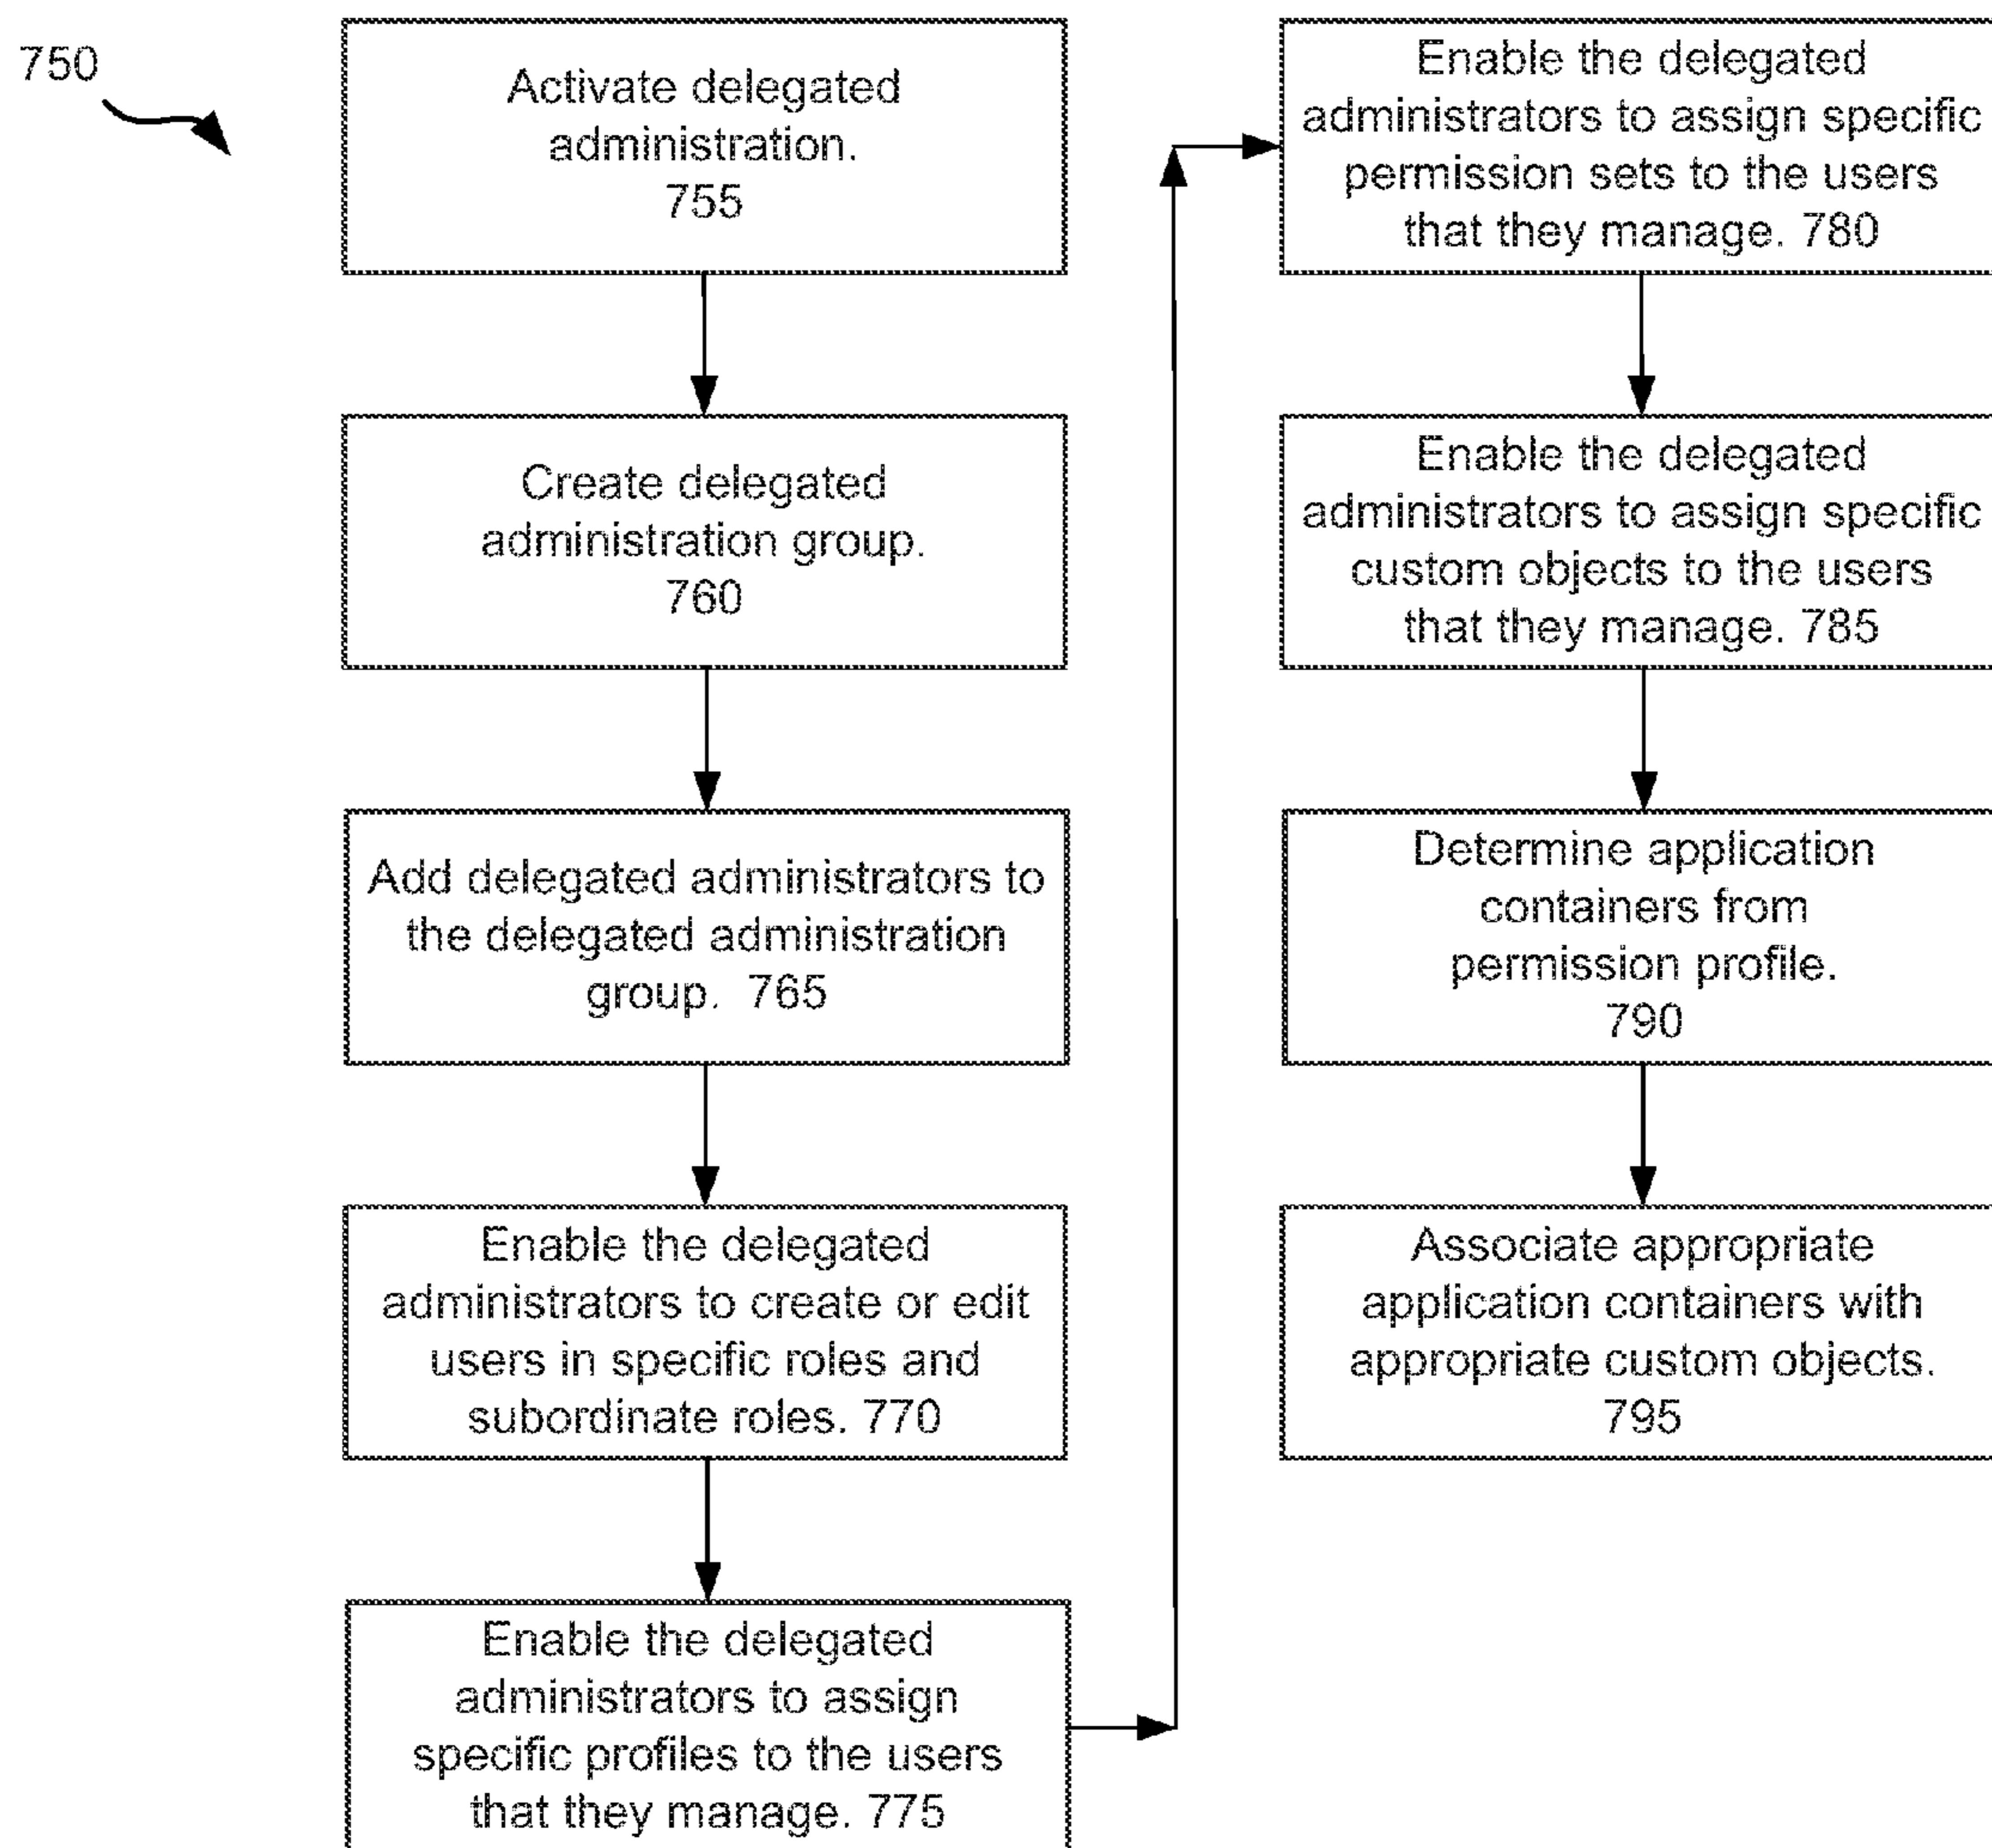 750
Activate delegated
administration.
755
Create delegated
administration group.
760
Add delegated administrators to
the delegated administration
group. 765
Enable the delegated
administrators to create or edit
users in specific roles and
subordinate roles. 770
Enable the delegated
administrators to assign
specific profiles to the users
that they manage. 775
Enable the delegated
administrators to assign specific
permission sets to the users
that they manage. 780
Enable the delegated
administrators to assign specific
custom objects to the users
that they manage. 785
Determine application
containers from
permission profile.
790
Associate appropriate
application containers with
appropriate custom objects.
795